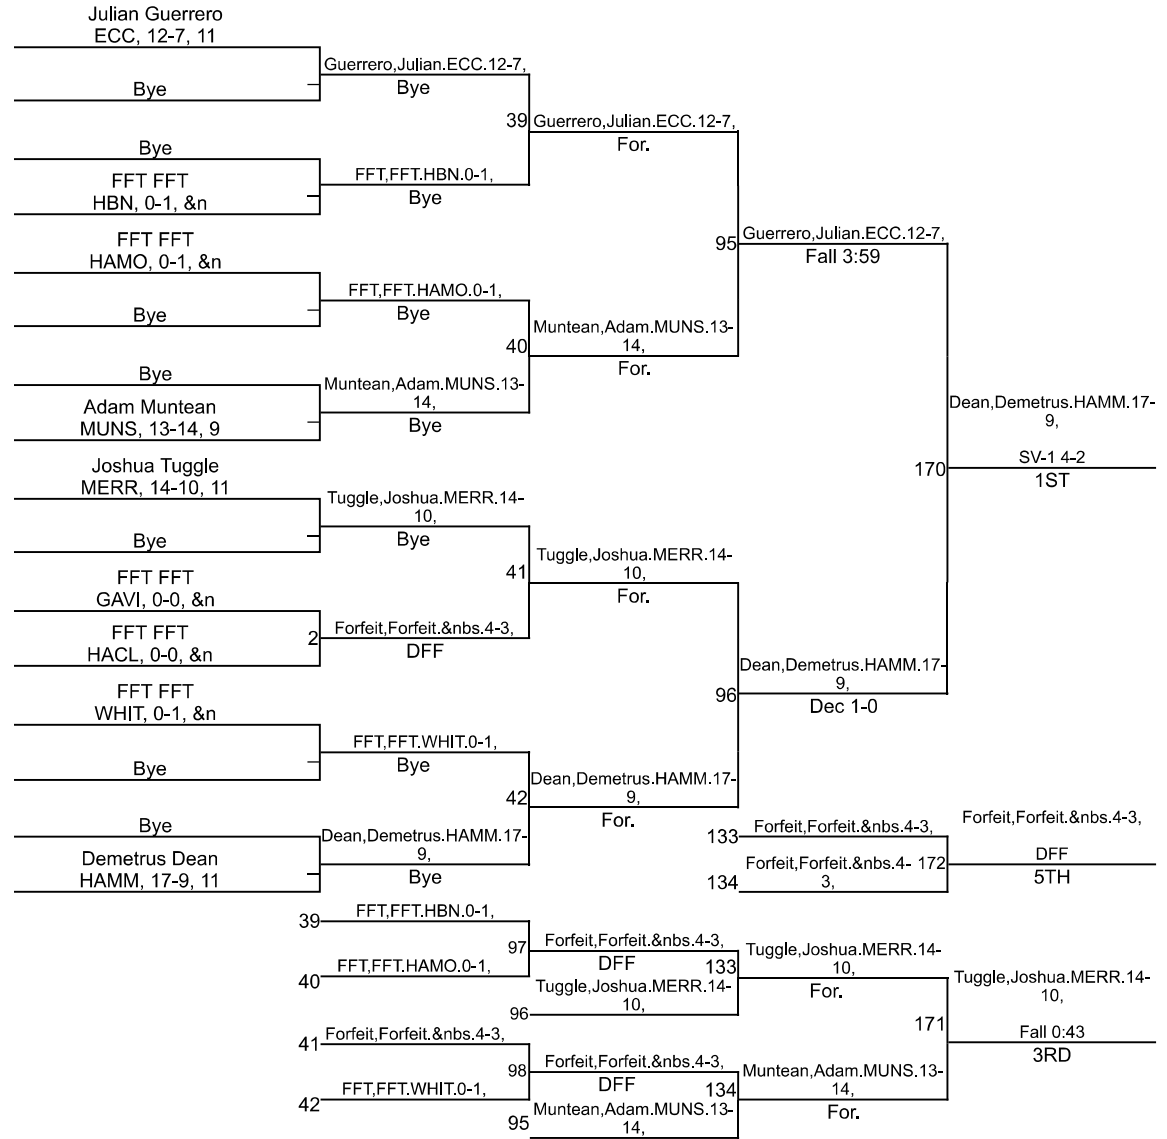 Julian Guerrero
ECC, 12-7, 11
Guerrero,Julian.ECC.12-7,
Bye
Bye
39
Guerrero,Julian.ECC.12-7,
For.
Bye
FFT FFT
HBN, 0-1, &n
FFT,FFT.HBN.0-1,
Bye
95
Guerrero,Julian.ECC.12-7,
Fall 3:59
FFT FFT
HAMO, 0-1, &n
FFT,FFT.HAMO.0-1,
Bye
Bye
40
Muntean,Adam.MUNS.13-
14,
For.
Bye
Adam Muntean
MUNS, 13-14, 9
Muntean,Adam.MUNS.13-
14,
Bye
Dean,Demetrus.HAMM.17-
9,
170
SV-1 4-2
1ST
Joshua Tuggle
MERR, 14-10, 11
Tuggle,Joshua.MERR.14-
10,
Bye
Bye
41
Tuggle,Joshua.MERR.14-
10,
For.
FFT FFT
GAVI, 0-0, &n
FFT FFT
HACL, 0-0, &n
2
Forfeit,Forfeit.&nbs.4-3,
DFF
96
Dean,Demetrus.HAMM.17-
9,
Dec 1-0
FFT FFT
WHIT, 0-1, &n
FFT,FFT.WHIT.0-1,
Bye
Bye
42
Dean,Demetrus.HAMM.17-
9,
For.
Bye
Demetrus Dean
HAMM, 17-9, 11
Dean,Demetrus.HAMM.17-
9,
Bye
133
Forfeit,Forfeit.&nbs.4-3,
134
Forfeit,Forfeit.&nbs.4-
3,
172
Forfeit,Forfeit.&nbs.4-3,
DFF
5TH
39
FFT,FFT.HBN.0-1,
40
FFT,FFT.HAMO.0-1,
97
Forfeit,Forfeit.&nbs.4-3,
DFF
96
Tuggle,Joshua.MERR.14-
10,
133
Tuggle,Joshua.MERR.14-
10,
For.
41
Forfeit,Forfeit.&nbs.4-3,
42
FFT,FFT.WHIT.0-1,
98
Forfeit,Forfeit.&nbs.4-3,
DFF
95
Muntean,Adam.MUNS.13-
14,
134
Muntean,Adam.MUNS.13-
14,
For.
171
Tuggle,Joshua.MERR.14-
10,
Fall 0:43
3RD